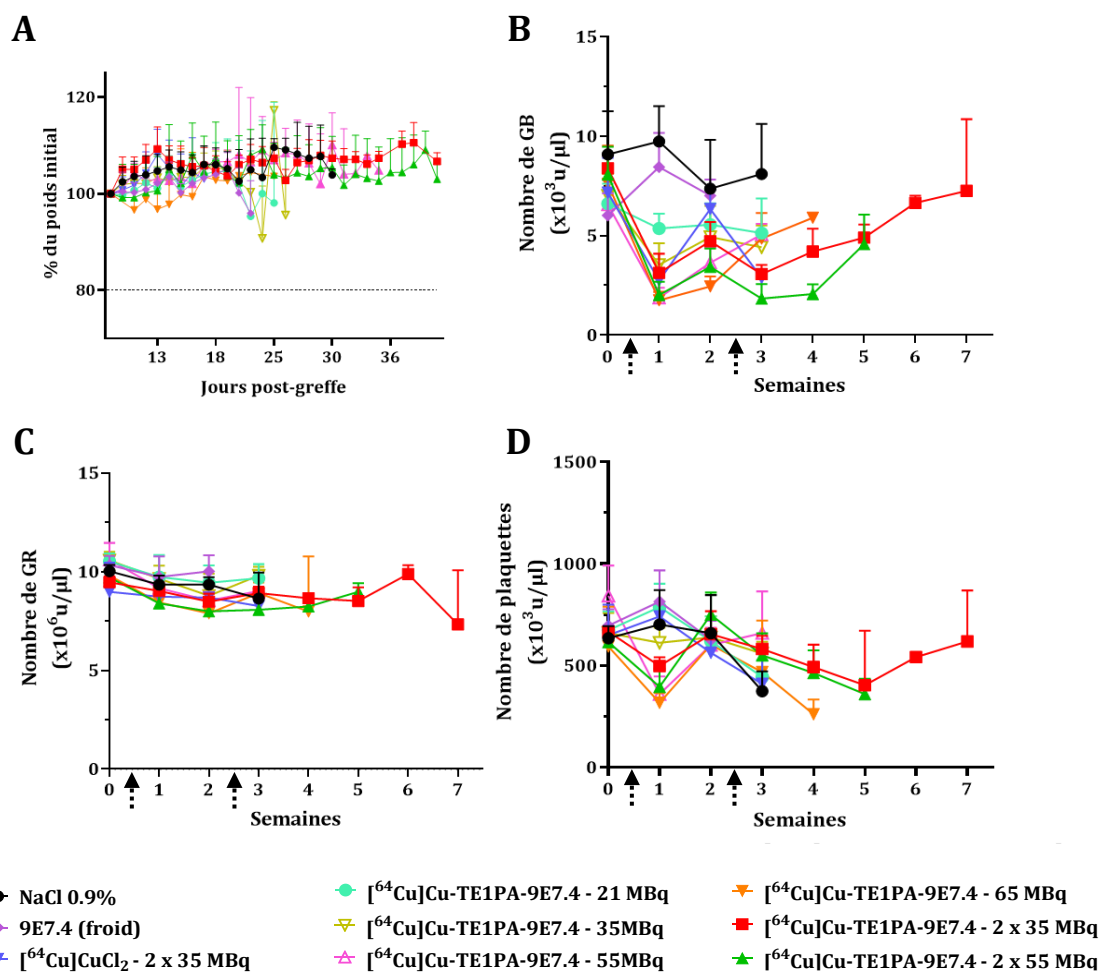 A
% du poids initial
120
100
80
13
18
25
30
36
Jours post-greffe
B
Nombre de GB
(x10³u/µl)
15
10
5
0
0 1 2 3 4 5 6 7
Semaines
C
Nombre de GR
(x10⁶u/µl)
15
10
5
0
0 1 2 3 4 5 6 7
Semaines
D
Nombre de plaquettes
(x10³u/µl)
1500
1000
500
0
0 1 2 3 4 5 6 7
Semaines
NaCl 0.9%
9E7.4 (froid)
[⁶⁴Cu]CuCl₂ - 2 x 35 MBq
[⁶⁴Cu]Cu-TE1PA-9E7.4 - 21 MBq
[⁶⁴Cu]Cu-TE1PA-9E7.4 - 35MBq
[⁶⁴Cu]Cu-TE1PA-9E7.4 - 55MBq
[⁶⁴Cu]Cu-TE1PA-9E7.4 - 65 MBq
[⁶⁴Cu]Cu-TE1PA-9E7.4 - 2 x 35 MBq
[⁶⁴Cu]Cu-TE1PA-9E7.4 - 2 x 55 MBq